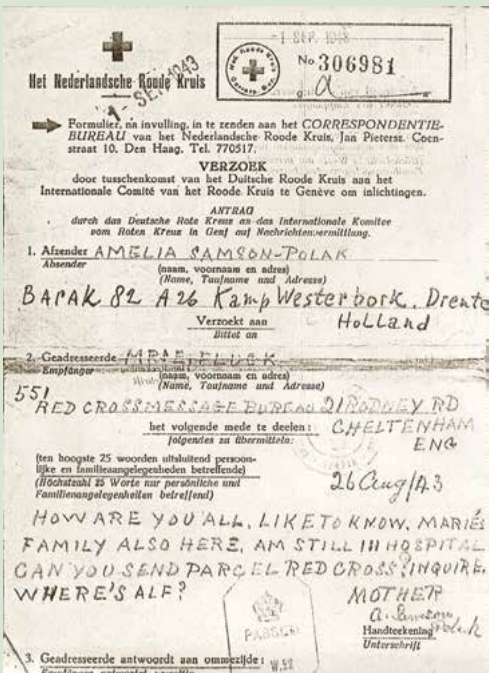 1 SEP. 1943
No 306981
a
Het Nederlandsche Roode Kruis
SEP. 1943
Formulier, na invulling, in te zenden aan het CORRESPONDENTIE-
BUREAU van het Nederlandsche Roode Kruis, Jan Pietersz. Coen-
straat 10. Den Haag. Tel. 770517.
VERZOEK
door tusschenkomst van het Duitsche Roode Kruis aan het
Internationale Comité van het Roode Kruis te Genève om inlichtingen.
ANTRAG
durch das Deutsche Rote Kreuz an das Internationale Komitee
vom Roten Kreuz in Genf auf Nachrichtenvermittlung.
1. Afzender AMELIA SAMSON-POLAK
Absender
(naam, voornaam en adres)
(Name, Taufname und Adresse)
BARAK 82 A26 Kamp Westerbork. Drente
Holland
Verzoekt aan
Bittet an
2. Geadresseerde
Empfänger
(naam, voornaam en adres)
(Name, Taufname und Adresse)
551
RED CROSS MESSAGE BUREAU 21 RODNEY RD
CHELTENHAM
ENG
het volgende mede te deelen:
folgendes zu übermitteln:
(ten hoogste 25 woorden uitsluitend persoon-
lijke en familieaangelegenheden betreffende)
(Höchstzahl 25 Worte nur persönliche und
Familienangelegenheiten betreffend)
26 Aug/43
HOW ARE YOU ALL, LIKE TO KNOW, MARIE'S
FAMILY ALSO HERE, AM STILL IN HOSPITAL
CAN YOU SEND PARCEL RED CROSS? INQUIRE.
WHERE'S ALF?
MOTHER
PASSED
W.52
Handteekening
Unterschrift
3. Geadresseerde antwoordt aan ommezijde: